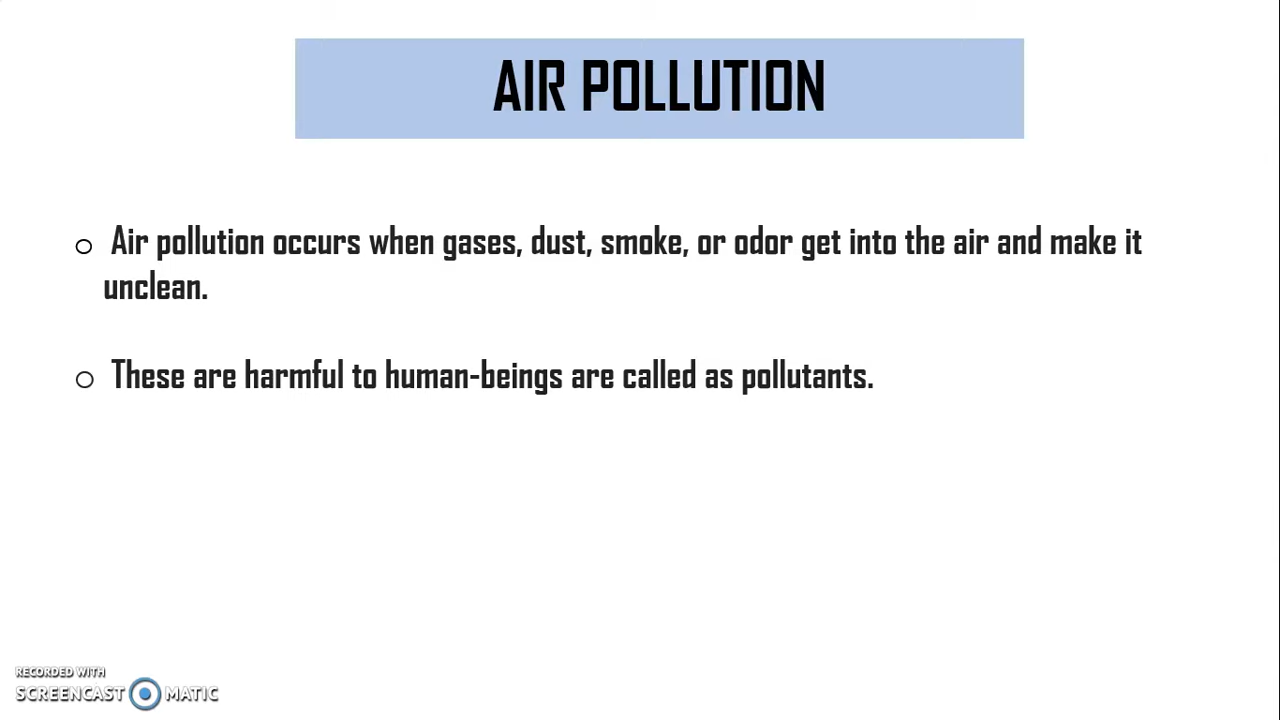 AIR POLLUTION
o Air pollution occurs when gases, dust, smoke, or odor get into the air and make it
unclean.
o These are harmful to human-beings are called as pollutants.
RECORDED WITH
SCREENCAST MATIC